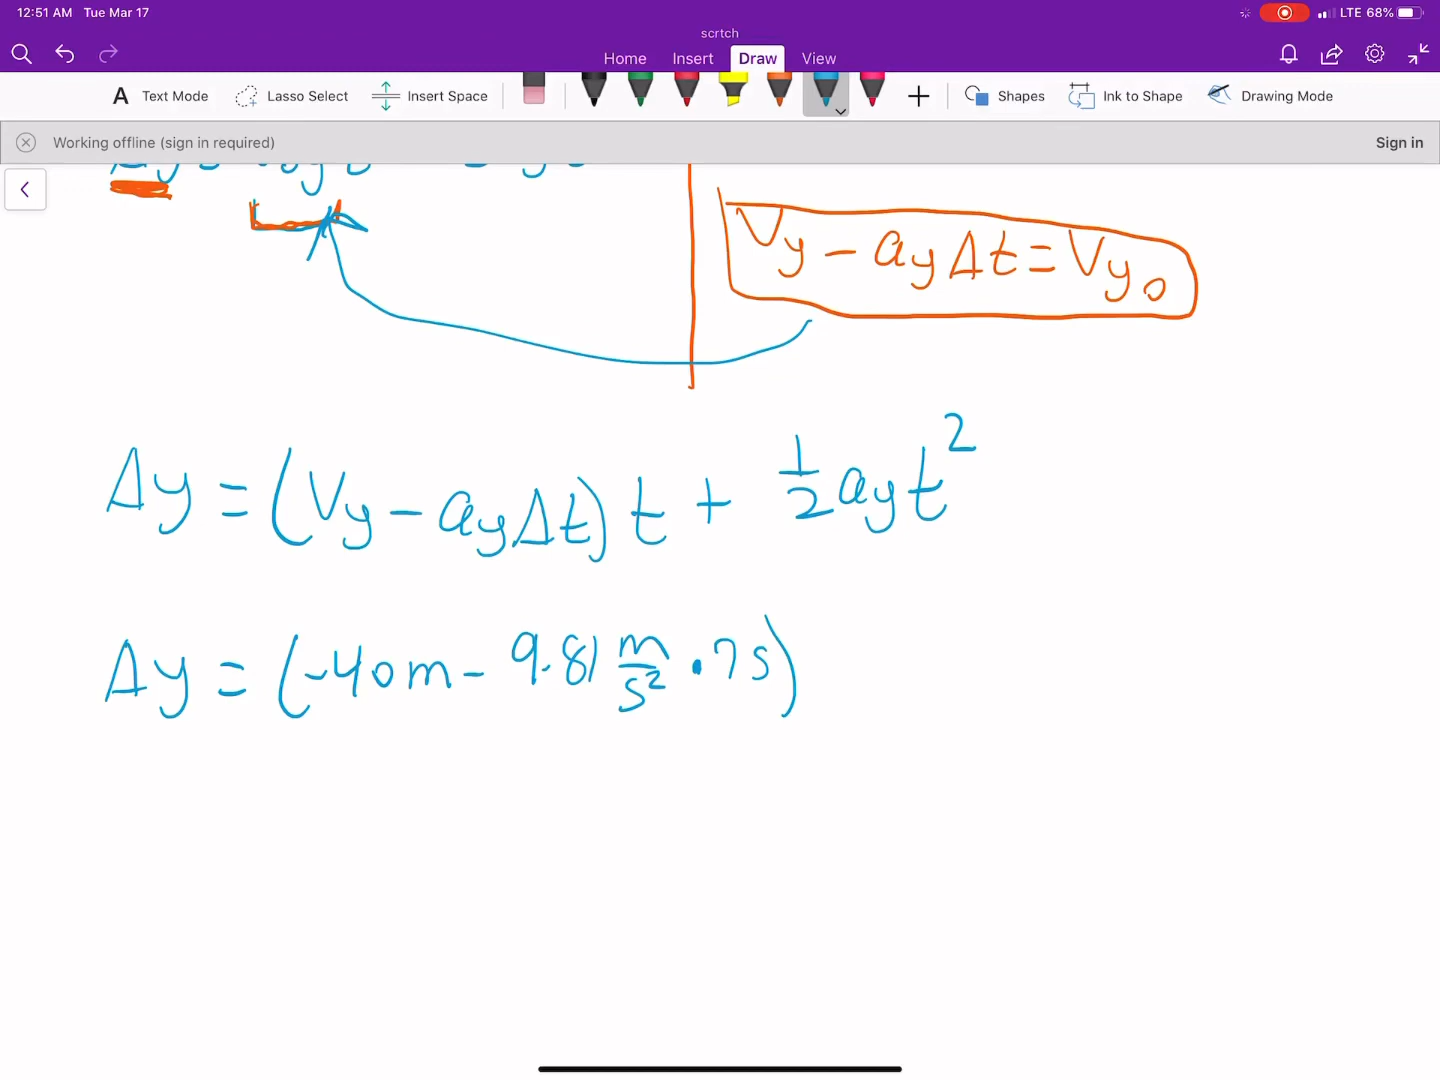 12:51 AM Tue Mar 17
LTE 68%
scrtch
Home Insert Draw View
A Text Mode Lasso Select Insert Space Shapes Ink to Shape Drawing Mode
Working offline (sign in required) Sign in
Vy - ayΔt = Vy₀
Δy = (Vy - ayΔt) t + 1/2 ayt²
Δy = (-40m - 9.81 m/s² · 7s)